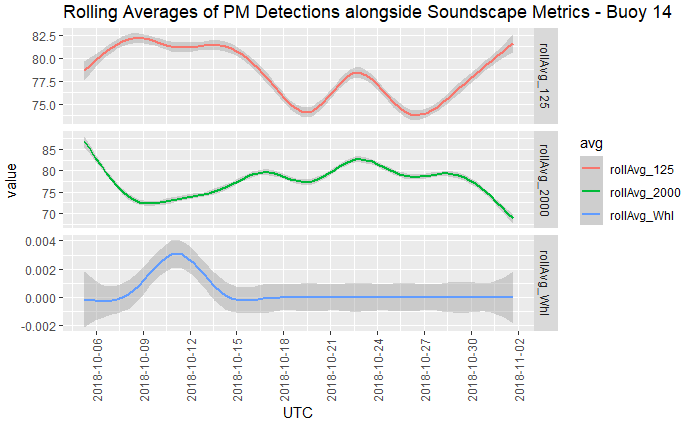 Rolling Averages of PM Detections alongside Soundscape Metrics - Buoy 14
82.5
80.0
77.5
75.0
rollAvg_125
85
80
75
70
rollAvg_2000
0.004
0.002
0.000
-0.002
rollAvg_Whl
value
2018-10-06
2018-10-09
2018-10-12
2018-10-15
2018-10-18
2018-10-21
2018-10-24
2018-10-27
2018-10-30
2018-11-02
UTC
avg
rollAvg_125
rollAvg_2000
rollAvg_Whl